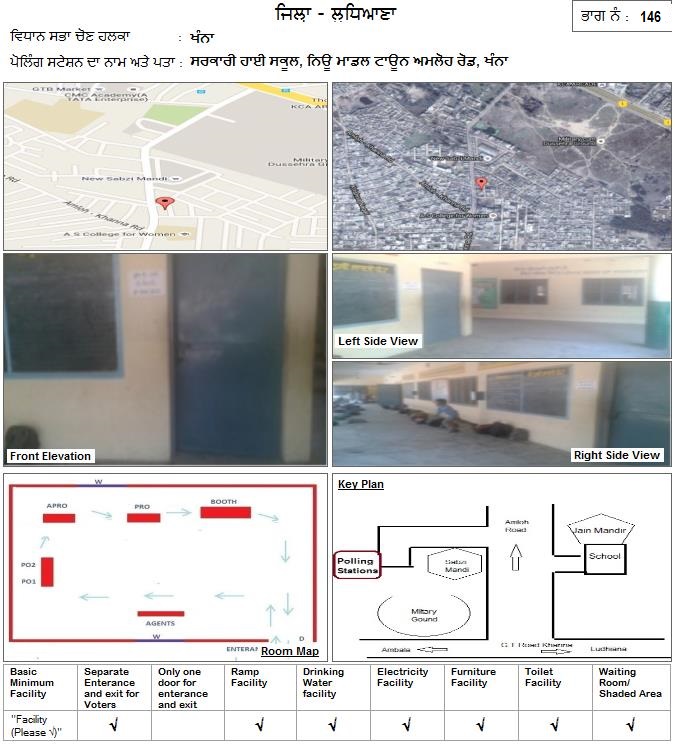 ਜਿਲ੍ਹਾ - ਲੁਧਿਆਣਾ
ਭਾਗ ਨੰ : 146
ਵਿਧਾਨ ਸਭਾ ਚੋਣ ਹਲਕਾ : ਖੰਨਾ
ਪੋਲਿੰਗ ਸਟੇਸ਼ਨ ਦਾ ਨਾਮ ਅਤੇ ਪਤਾ : ਸਰਕਾਰੀ ਹਾਈ ਸਕੂਲ, ਨਿਊ ਮਾਡਲ ਟਾਊਨ ਅਮਲੋਹ ਰੋਡ, ਖੰਨਾ
GTB Market
CMC Academy(A
TATA Enterprise)
KCA AR
Military
Dussehra G
New Sabzi Mandi
Rd
Amloh - Khanna Rd
A S College for Women
New Sabzi Mandi
Dussehra Ground
A S College for Women
Front Elevation
Left Side View
Right Side View
W
APRO
PRO
BOOTH
PO2
PO1
AGENTS
W
D
ENTERAN
Room Map
Key Plan
Amloh
Road
Jain Mandir
School
Polling
Stations
Sabzi
Mandi
Miltary
Gound
Ambala
G T Road Khanna
Ludhiana
Basic
Minimum
Facility
Separate
Enterance
and exit for
Voters
Only one
door for
enterance
and exit
Ramp
Facility
Drinking
Water
facility
Electricity
Facility
Furniture
Facility
Toilet
Facility
Waiting
Room/
Shaded Area
"Facility
(Please √)"
√ √ √ √ √ √ √